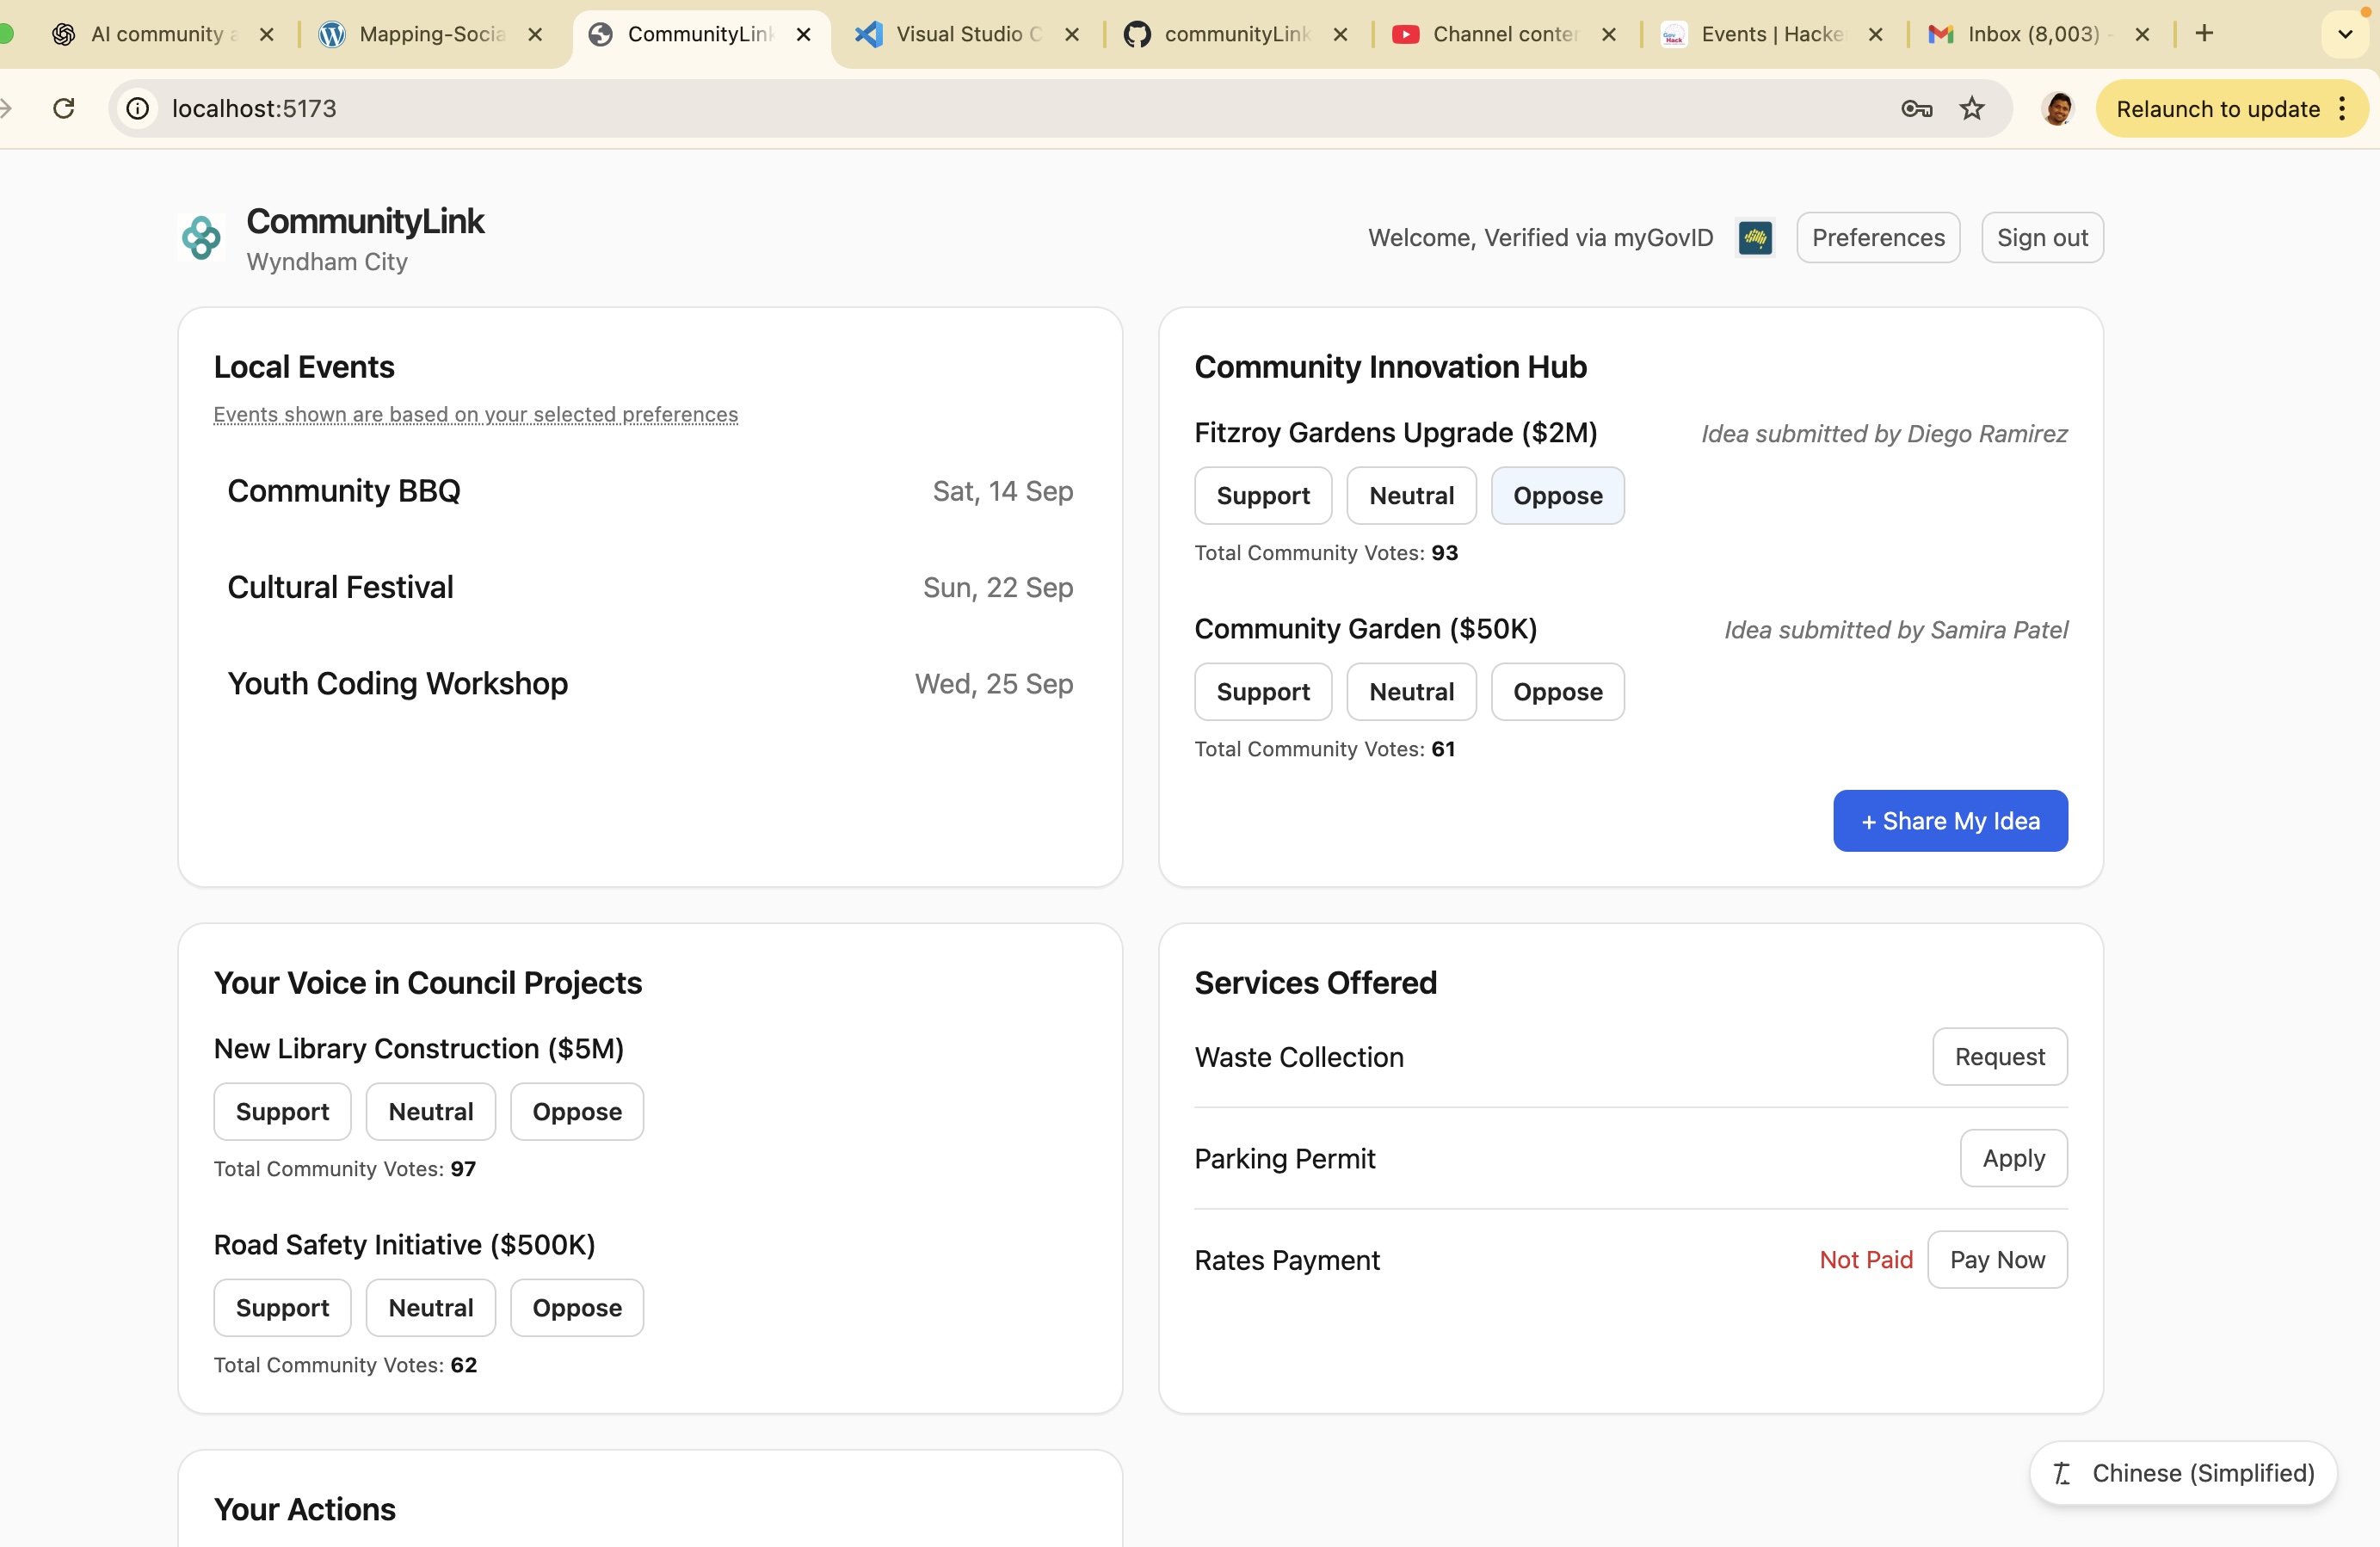 AI community a
Mapping-Socia
CommunityLink
Visual Studio C
communityLink
Channel conten
Events | Hacke
Inbox (8,003) -
localhost:5173
Relaunch to update
CommunityLink
Wyndham City
Welcome, Verified via myGovID
Preferences
Sign out
Local Events
Events shown are based on your selected preferences
Community BBQ
Sat, 14 Sep
Cultural Festival
Sun, 22 Sep
Youth Coding Workshop
Wed, 25 Sep
Community Innovation Hub
Fitzroy Gardens Upgrade ($2M)
Idea submitted by Diego Ramirez
Support
Neutral
Oppose
Total Community Votes: 93
Community Garden ($50K)
Idea submitted by Samira Patel
Support
Neutral
Oppose
Total Community Votes: 61
+ Share My Idea
Your Voice in Council Projects
New Library Construction ($5M)
Support
Neutral
Oppose
Total Community Votes: 97
Road Safety Initiative ($500K)
Support
Neutral
Oppose
Total Community Votes: 62
Services Offered
Waste Collection
Request
Parking Permit
Apply
Rates Payment
Not Paid
Pay Now
Your Actions
Chinese (Simplified)